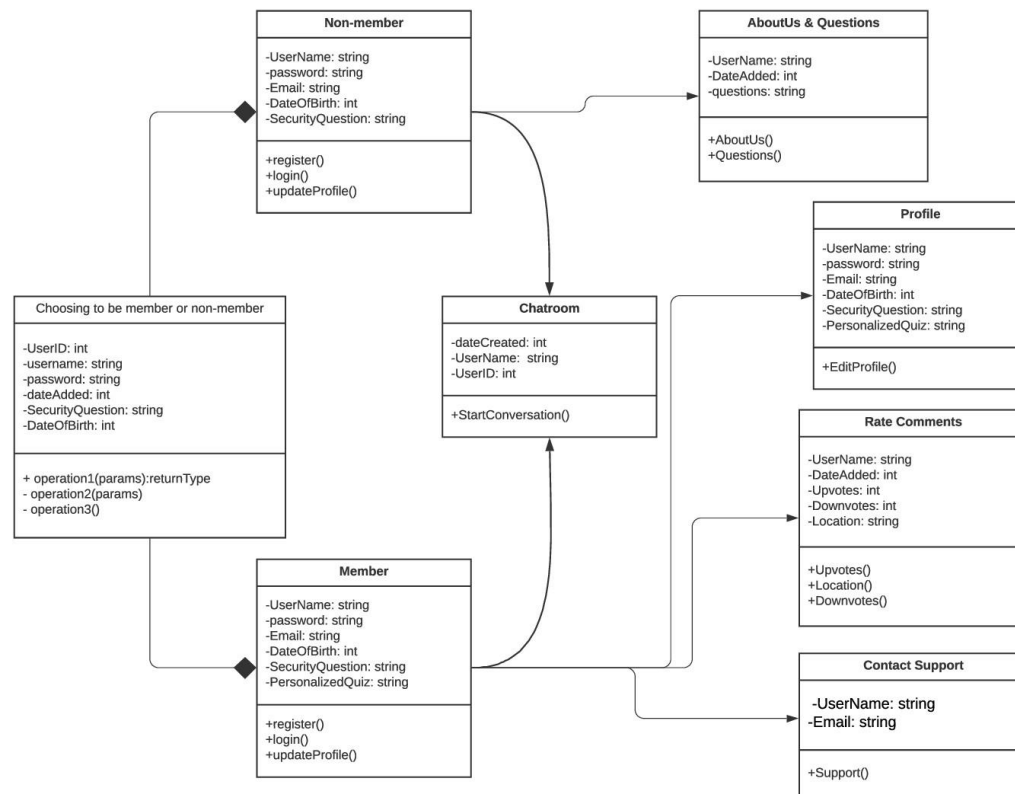 Non-member
-UserName: string
-password: string
-Email: string
-DateOfBirth: int
-SecurityQuestion: string
+register()
+login()
+updateProfile()
AboutUs & Questions
-UserName: string
-DateAdded: int
-questions: string
+AboutUs()
+Questions()
Profile
-UserName: string
-password: string
-Email: string
-DateOfBirth: int
-SecurityQuestion: string
-PersonalizedQuiz: string
+EditProfile()
Choosing to be member or non-member
-UserID: int
-username: string
-password: string
-dateAdded: int
-SecurityQuestion: string
-DateOfBirth: int
+ operation1(params):returnType
- operation2(params)
- operation3()
Chatroom
-dateCreated: int
-UserName: string
-UserID: int
+StartConversation()
Rate Comments
-UserName: string
-DateAdded: int
-Upvotes: int
-Downvotes: int
-Location: string
+Upvotes()
+Location()
+Downvotes()
Member
-UserName: string
-password: string
-Email: string
-DateOfBirth: int
-SecurityQuestion: string
-PersonalizedQuiz: string
+register()
+login()
+updateProfile()
Contact Support
-UserName: string
-Email: string
+Support()